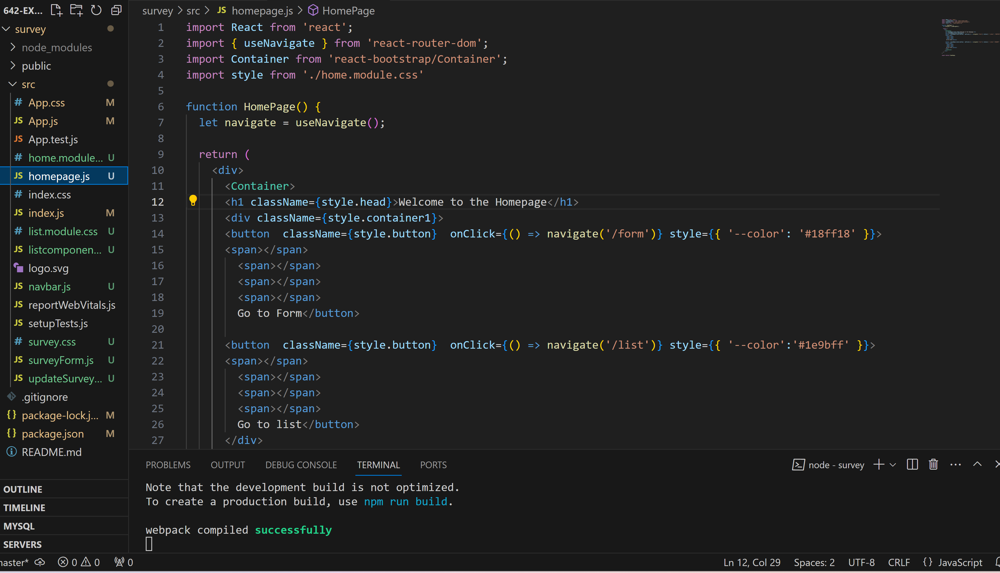 642-EX...
survey
node_modules
public
src
App.css M
App.js M
App.test.js
home.module... U
homepage.js U
index.css
index.js M
list.module.css U
listcomponen... U
logo.svg
navbar.js U
reportWebVitals.js
setupTests.js
survey.css U
surveyForm.js U
updateSurvey... U
.gitignore
package-lock.j... M
package.json M
README.md
OUTLINE
TIMELINE
MYSQL
SERVERS
survey > src > JS homepage.js > HomePage
1 import React from 'react';
2 import { useNavigate } from 'react-router-dom';
3 import Container from 'react-bootstrap/Container';
4 import style from './home.module.css'
5
6 function HomePage() {
7 let navigate = useNavigate();
8
9 return (
10 <div>
11 <Container>
12 <h1 className={style.head}>Welcome to the Homepage</h1>
13 <div className={style.container1}>
14 <button  className={style.button}  onClick={() => navigate('/form')} style={{ '--color': '#18ff18' }}>
15 <span></span>
16 <span></span>
17 <span></span>
18 <span></span>
19 Go to Form</button>
20
21 <button  className={style.button}  onClick={() => navigate('/list')} style={{ '--color':'#1e9bff' }}>
22 <span></span>
23 <span></span>
24 <span></span>
25 <span></span>
26 Go to list</button>
27 </div>
PROBLEMS OUTPUT DEBUG CONSOLE TERMINAL PORTS
node - survey
Note that the development build is not optimized.
To create a production build, use npm run build.
webpack compiled successfully
master* 0 0 0
Ln 12, Col 29 Spaces: 2 UTF-8 CRLF {} JavaScript